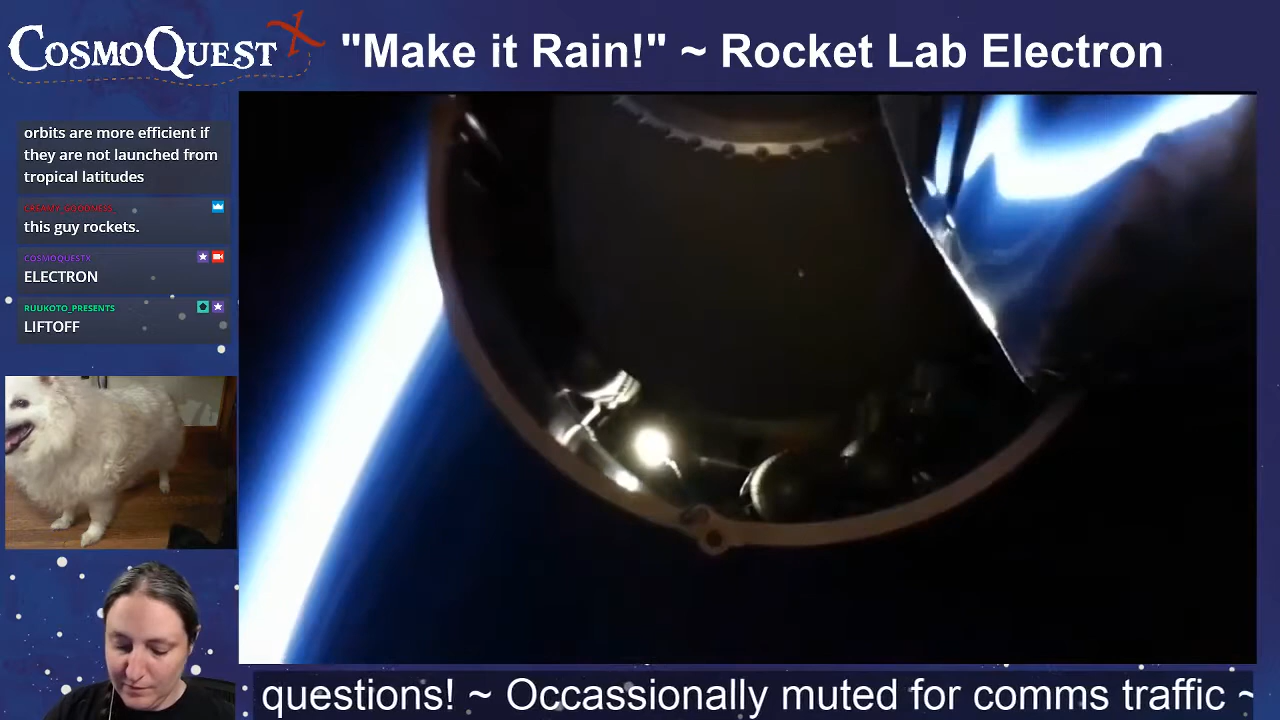 CosmoQuest X
"Make it Rain!" ~ Rocket Lab Electron
orbits are more efficient if
they are not launched from
tropical latitudes
CREAMY_GOODNESS
this guy rockets.
COSMOQUESTX
ELECTRON
RUUKOTO_PRESENTS
LIFTOFF
questions! ~ Occassionally muted for comms traffic ~